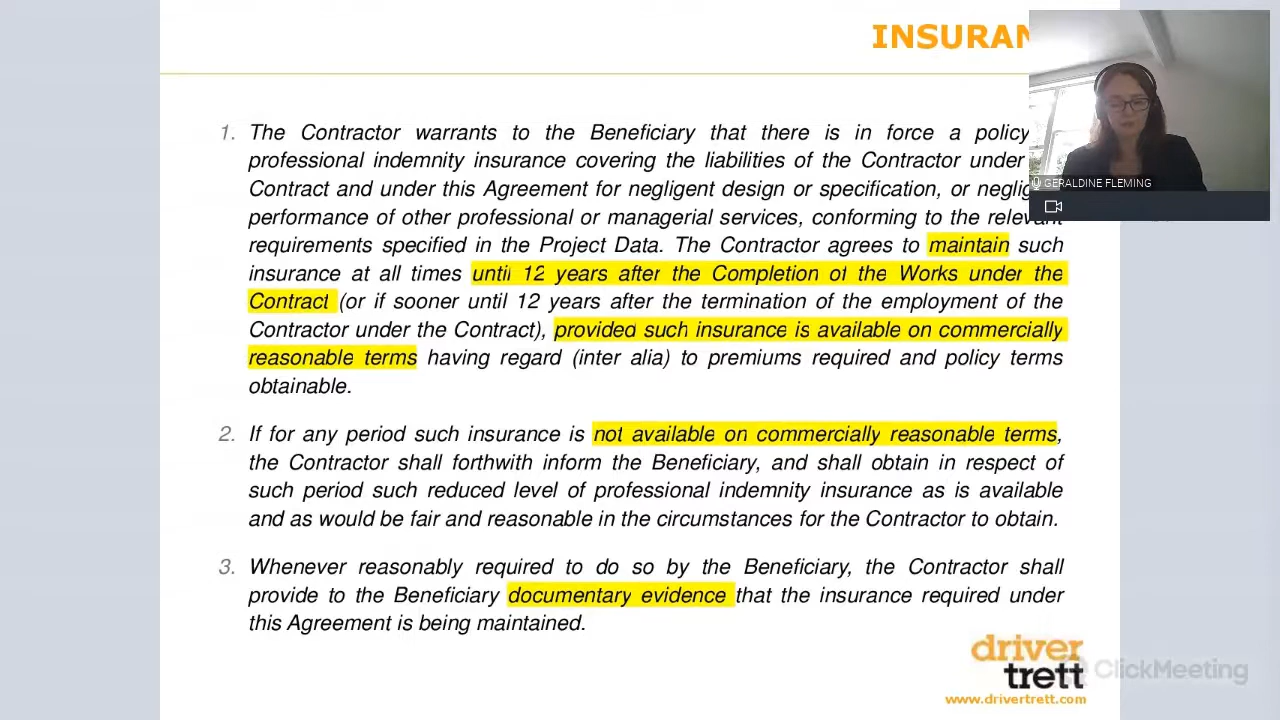 INSURAN
1. The Contractor warrants to the Beneficiary that there is in force a policy
professional indemnity insurance covering the liabilities of the Contractor under
Contract and under this Agreement for negligent design or specification, or neglig
performance of other professional or managerial services, conforming to the relevant
requirements specified in the Project Data. The Contractor agrees to maintain such
insurance at all times until 12 years after the Completion of the Works under the
Contract (or if sooner until 12 years after the termination of the employment of the
Contractor under the Contract), provided such insurance is available on commercially
reasonable terms having regard (inter alia) to premiums required and policy terms
obtainable.
2. If for any period such insurance is not available on commercially reasonable terms,
the Contractor shall forthwith inform the Beneficiary, and shall obtain in respect of
such period such reduced level of professional indemnity insurance as is available
and as would be fair and reasonable in the circumstances for the Contractor to obtain.
3. Whenever reasonably required to do so by the Beneficiary, the Contractor shall
provide to the Beneficiary documentary evidence that the insurance required under
this Agreement is being maintained.
GERALDINE FLEMING
driver
trett
www.drivertrett.com
ClickMeeting